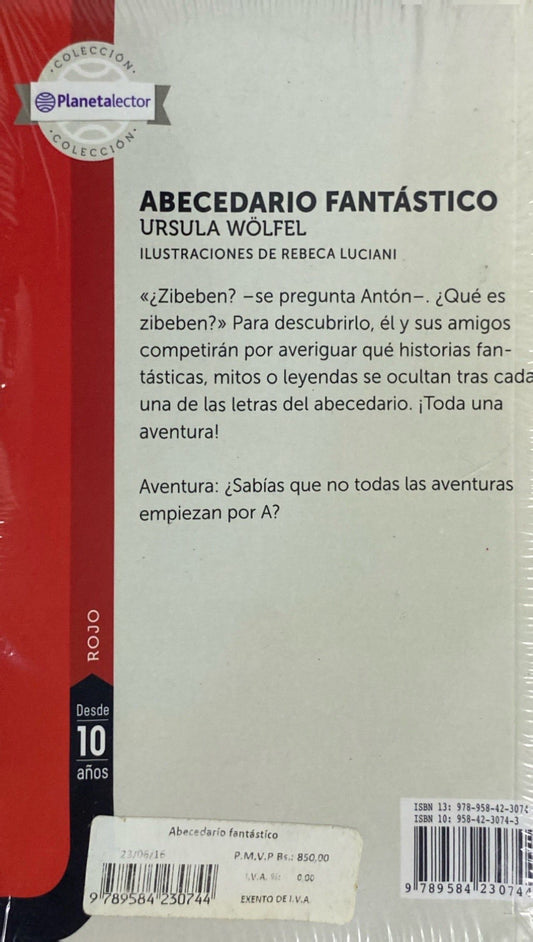 COLECCIÓN
Planetalector
COLECCIÓN
ABECEDARIO FANTÁSTICO
URSULA WÖLFEL
ILUSTRACIONES DE REBECA LUCIANI
«¿Zibeben? –se pregunta Antón–. ¿Qué es
zibeben?» Para descubrirlo, él y sus amigos
competirán por averiguar qué historias fan-
tásticas, mitos o leyendas se ocultan tras cada
una de las letras del abecedario. ¡Toda una
aventura!
Aventura: ¿Sabías que no todas las aventuras
empiezan por A?
ROJO
Desde
10
años
ISBN 13: 978-958-42-3074
ISBN 10: 958-42-3074-3
9 789584 23074
Abecedario fantástico
23/06/16
P.M.V.P Bs.: 850,00
I.V.A. %: 0,00
9 789584 230744
EXENTO DE I.V.A.